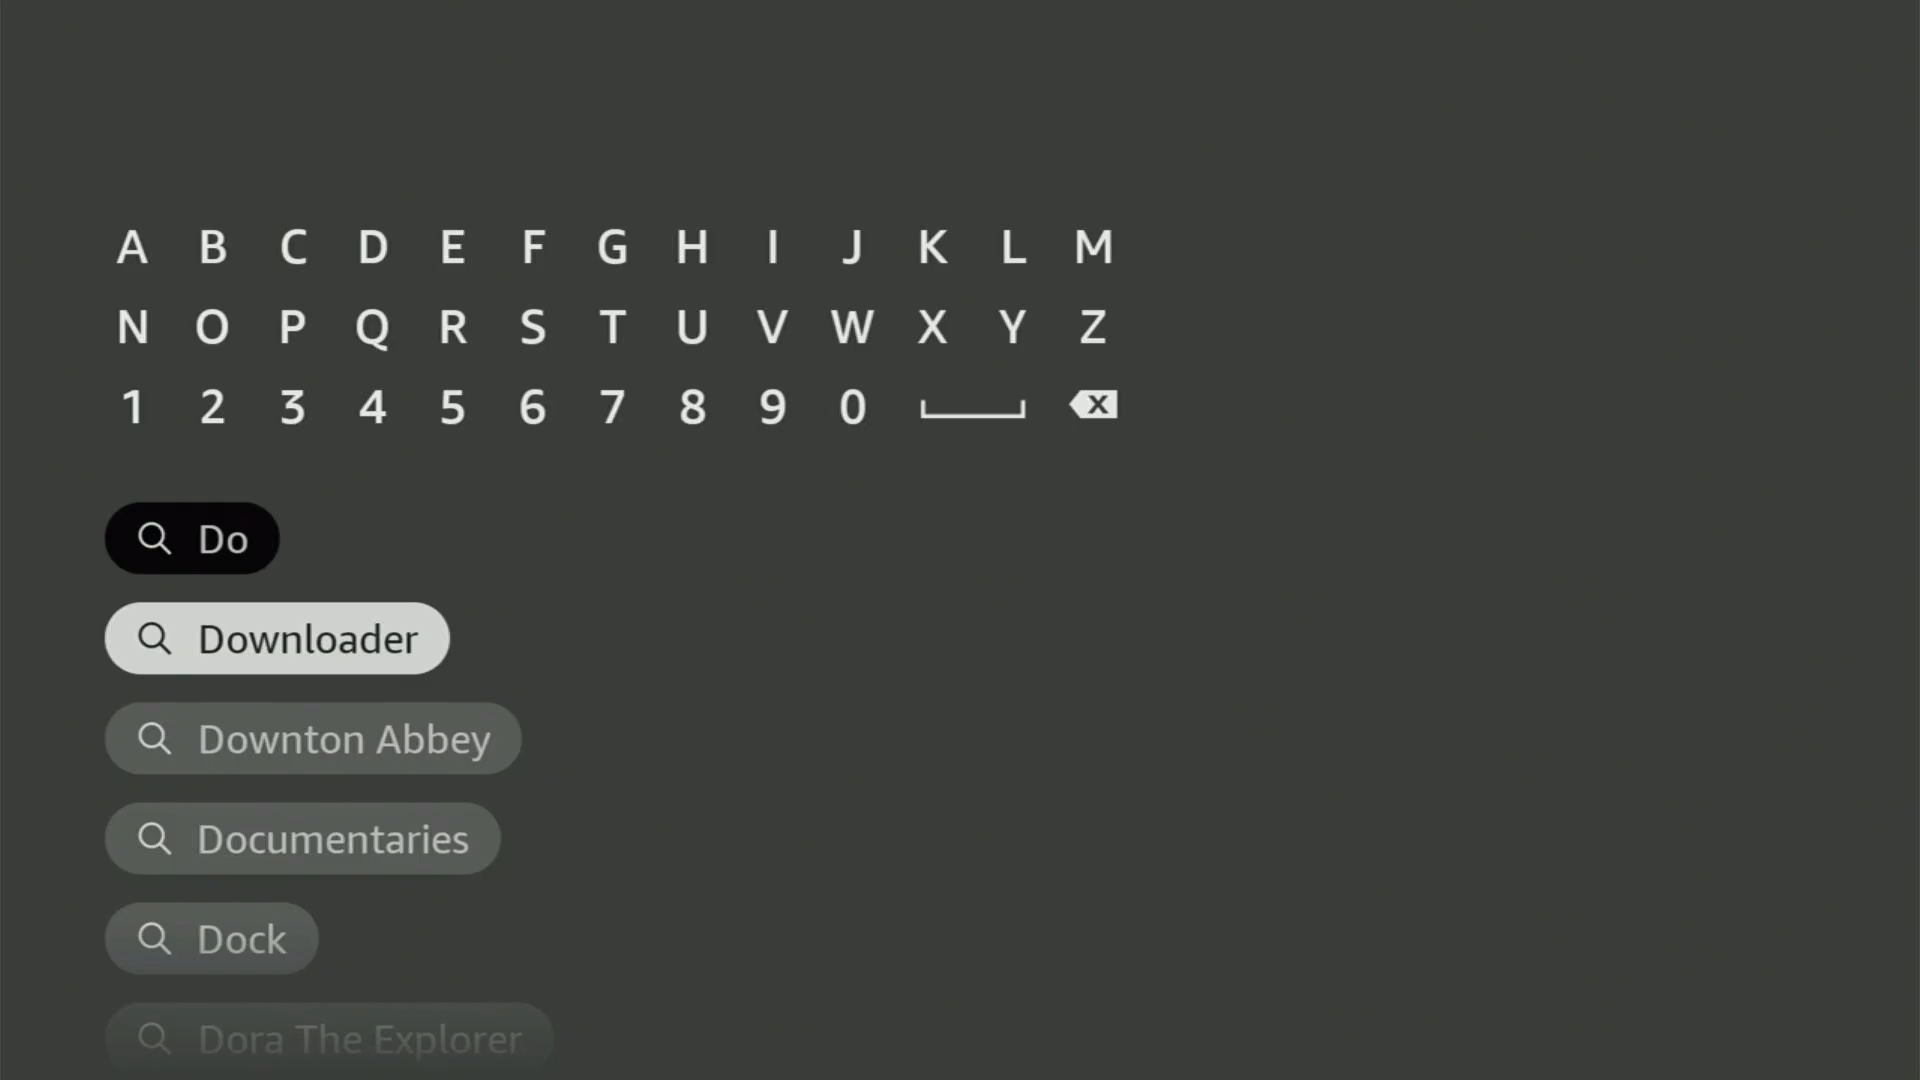 A B C D E F G H I J K L M
N O P Q R S T U V W X Y Z
1 2 3 4 5 6 7 8 9 0
Do
Downloader
Downton Abbey
Documentaries
Dock
Dora The Explorer